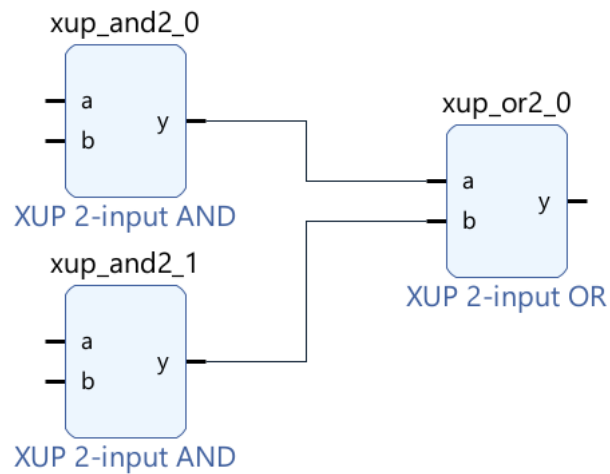 xup_and2_0
a
b
y
XUP 2-input AND
xup_and2_1
a
b
y
XUP 2-input AND
xup_or2_0
a
b
y
XUP 2-input OR